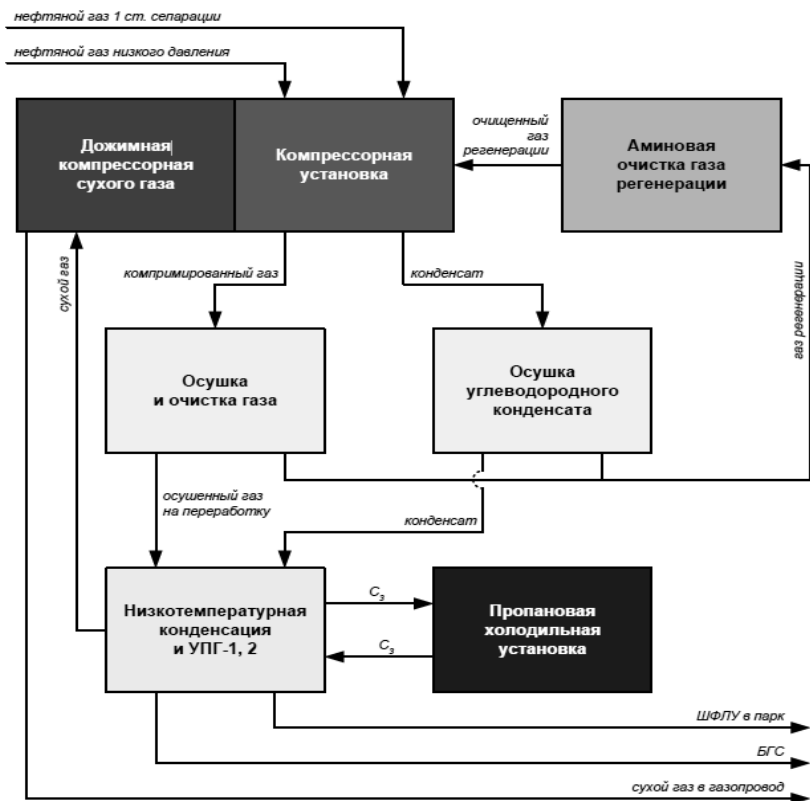 нефтяной газ 1 ст. сепарации
нефтяной газ низкого давления
Дожимная
компрессорная
сухого газа
Компрессорная
установка
очищенный
газ
регенерации
Аминовая
очистка газа
регенерации
сухой газ
компримированный газ
конденсат
газ регенерации
Осушка
и очистка газа
Осушка
углеводородного
конденсата
осушенный газ
на переработку
конденсат
Низкотемпературная
конденсация
и УПГ-1, 2
С₃
С₃
Пропановая
холодильная
установка
ШФЛУ в парк
БГС
сухой газ в газопровод